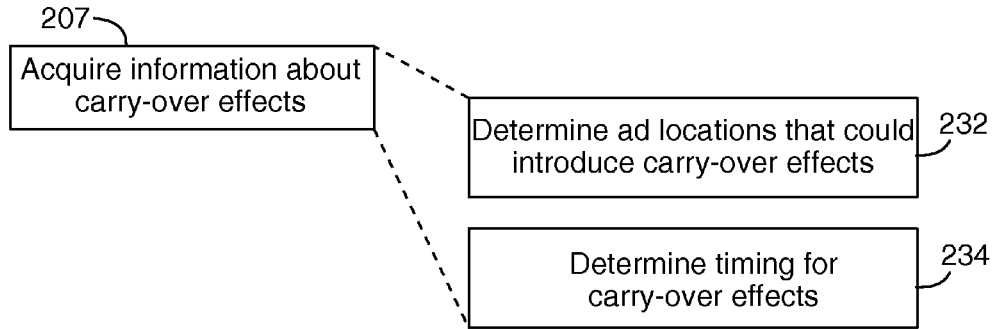 207
Acquire information about
carry-over effects
Determine ad locations that could
introduce carry-over effects
232
Determine timing for
carry-over effects
234